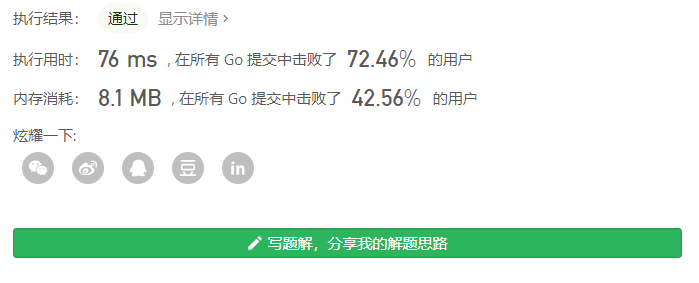 执行结果： 通过 显示详情 >
执行用时： 76 ms , 在所有 Go 提交中击败了 72.46% 的用户
内存消耗： 8.1 MB , 在所有 Go 提交中击败了 42.56% 的用户
炫耀一下:
豆 in
写题解，分享我的解题思路